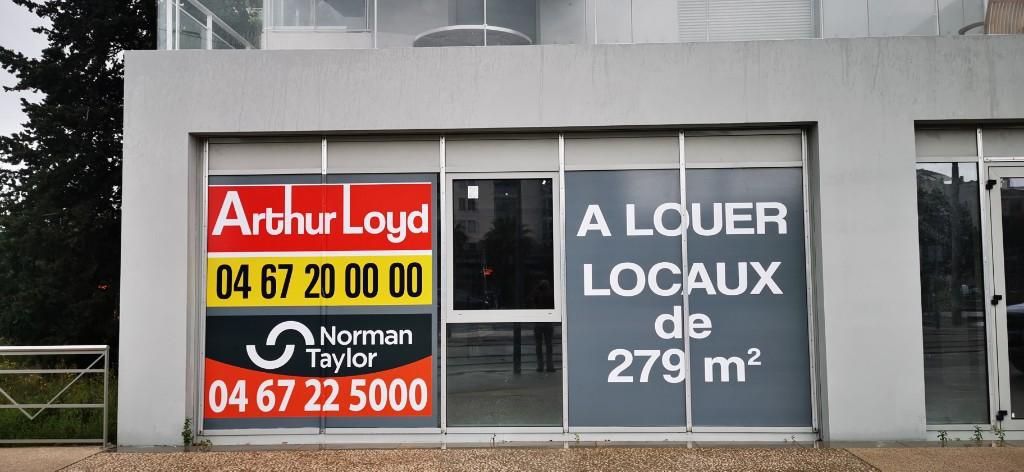 Arthur Loyd
04 67 20 00 00
Norman
Taylor
04 67 22 5000
A LOUER
LOCAUX
de
279 m²